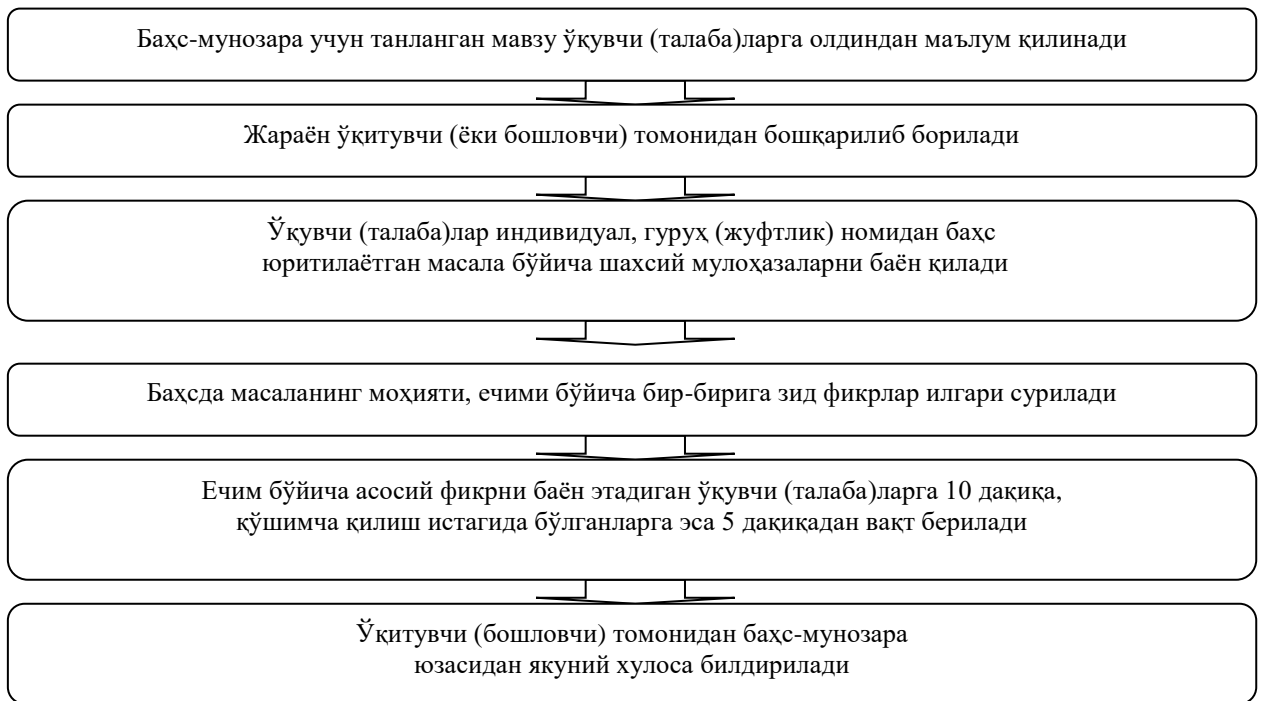 Баҳс-мунозара учун танланган мавзу ўқувчи (талаба)ларга олдиндан маълум қилинади
Жараён ўқитувчи (ёки бошловчи) томонидан бошқарилиб борилади
Ўқувчи (талаба)лар индивидуал, гуруҳ (жуфтлик) номидан баҳс
юритилаётган масала бўйича шахсий мулоҳазаларни баён қилади
Баҳсда масаланинг моҳияти, ечими бўйича бир-бирига зид фикрлар илгари сурилади
Ечим бўйича асосий фикрни баён этадиган ўқувчи (талаба)ларга 10 дақиқа,
қўшимча қилиш истагида бўлганларга эса 5 дақиқадан вақт берилади
Ўқитувчи (бошловчи) томонидан баҳс-мунозара
юзасидан якуний хулоса билдирилади